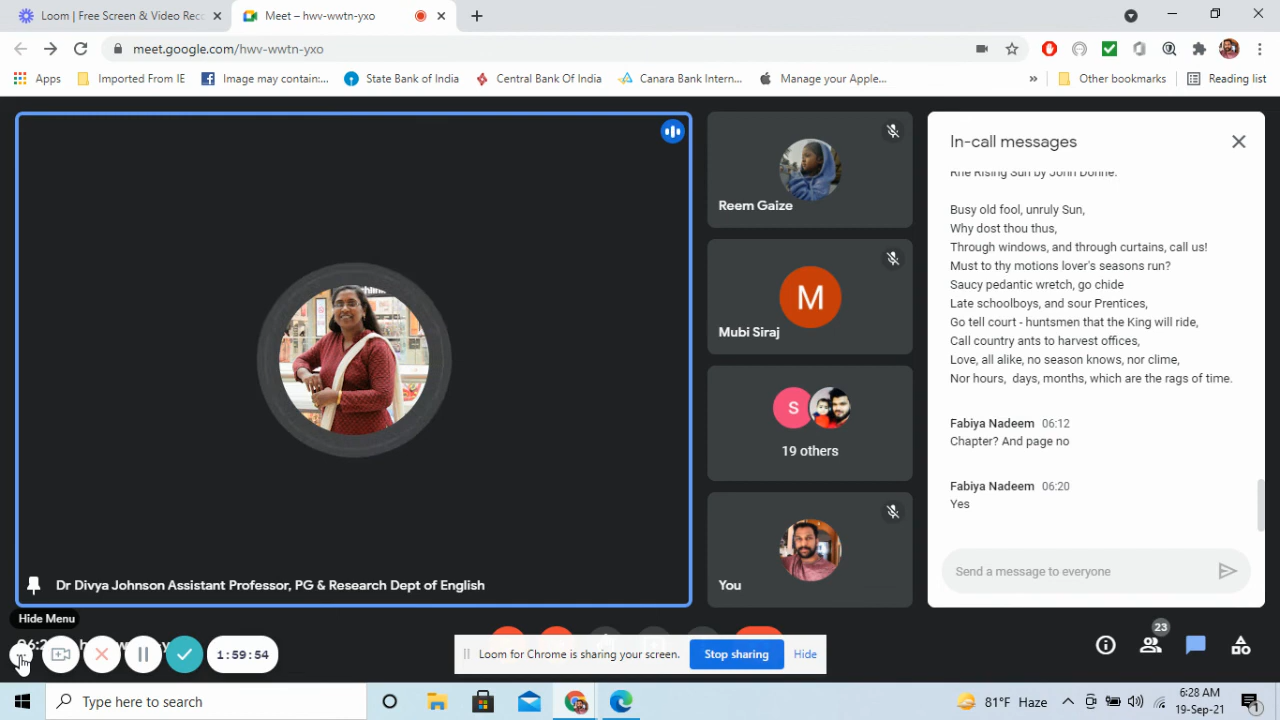 Loom | Free Screen & Video Rec
Meet – hwv-wwtn-yxo
meet.google.com/hwv-wwtn-yxo
Apps
Imported From IE
Image may contain:...
State Bank of India
Central Bank Of India
Canara Bank Intern...
Manage your Apple...
»
Other bookmarks
Reading list
Reem Gaize
M
Mubi Siraj
S
19 others
You
Dr Divya Johnson Assistant Professor, PG & Research Dept of English
In-call messages
Rising Sun by John Donne.
Busy old fool, unruly Sun,
Why dost thou thus,
Through windows, and through curtains, call us!
Must to thy motions lover's seasons run?
Saucy pedantic wretch, go chide
Late schoolboys, and sour Prentices,
Go tell court - huntsmen that the King will ride,
Call country ants to harvest offices,
Love, all alike, no season knows, nor clime,
Nor hours, days, months, which are the rags of time.
Fabiya Nadeem 06:12
Chapter? And page no
Fabiya Nadeem 06:20
Yes
Send a message to everyone
Hide Menu
1:59:54
Loom for Chrome is sharing your screen.
Stop sharing
Hide
23
Type here to search
81°F Haze
6:28 AM
19-Sep-21
1